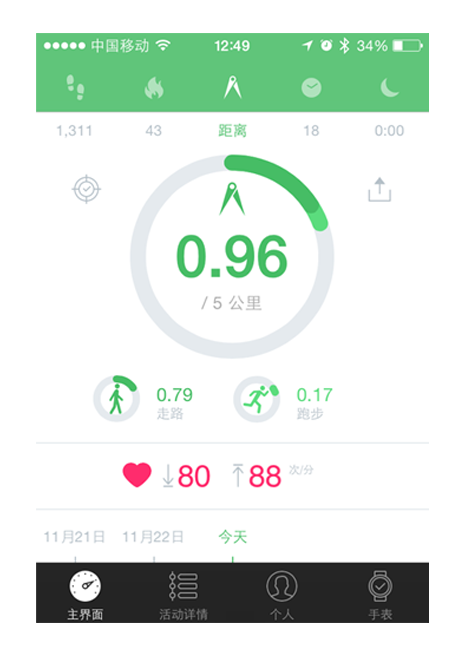 中国移动 12:49 34%
1,311 43 距离 18 0:00
0.96
/ 5 公里
0.79 0.17
走路 跑步
80 88 次/分
11月21日 11月22日 今天
主界面 活动详情 个人 手表